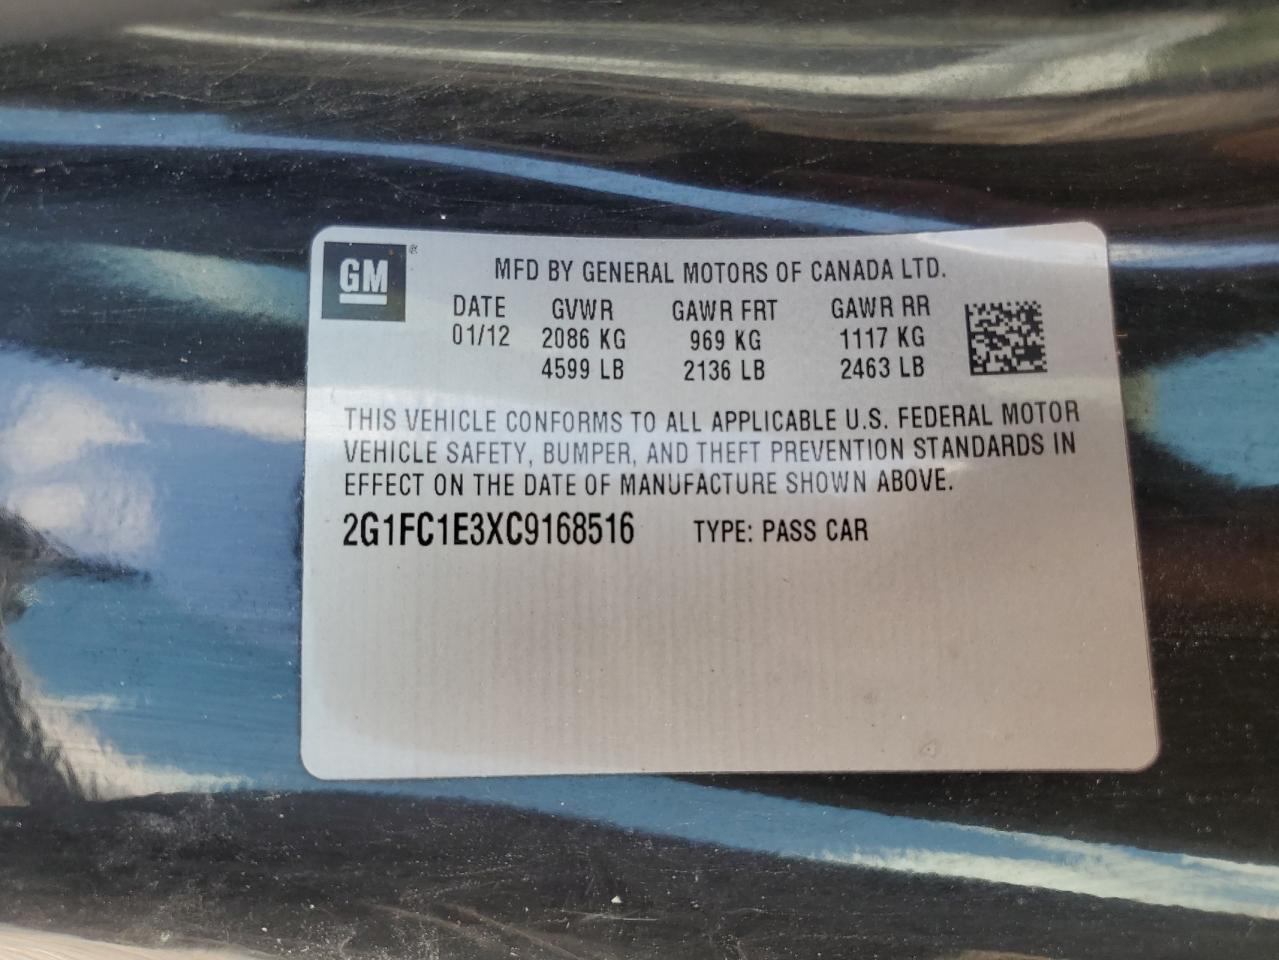 GM ®
MFD BY GENERAL MOTORS OF CANADA LTD.
DATE GVWR GAWR FRT GAWR RR
01/12 2086 KG 969 KG 1117 KG
4599 LB 2136 LB 2463 LB
THIS VEHICLE CONFORMS TO ALL APPLICABLE U.S. FEDERAL MOTOR
VEHICLE SAFETY, BUMPER, AND THEFT PREVENTION STANDARDS IN
EFFECT ON THE DATE OF MANUFACTURE SHOWN ABOVE.
2G1FC1E3XC9168516 TYPE: PASS CAR